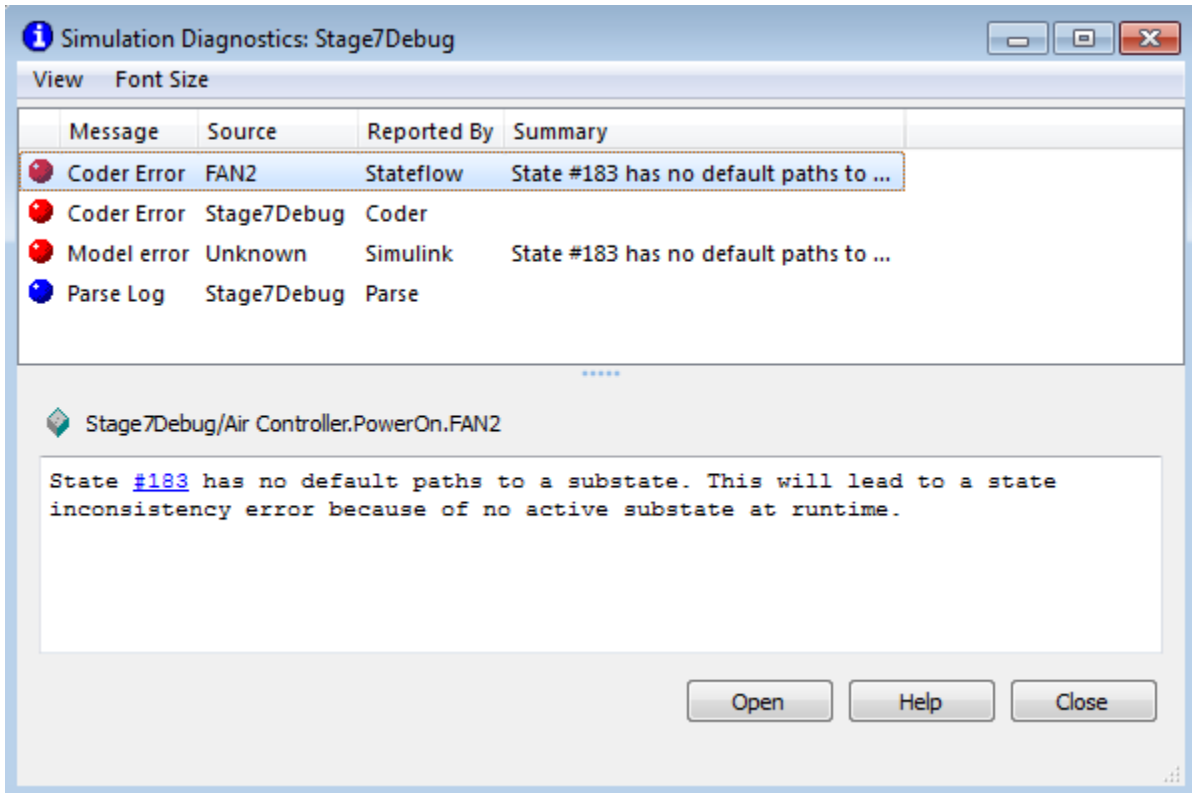 Simulation Diagnostics: Stage7Debug
View Font Size
Message Source Reported By Summary
Coder Error FAN2 Stateflow State #183 has no default paths to ...
Coder Error Stage7Debug Coder
Model error Unknown Simulink State #183 has no default paths to ...
Parse Log Stage7Debug Parse
Stage7Debug/Air Controller.PowerOn.FAN2
State #183 has no default paths to a substate. This will lead to a state
inconsistency error because of no active substate at runtime.
Open Help Close